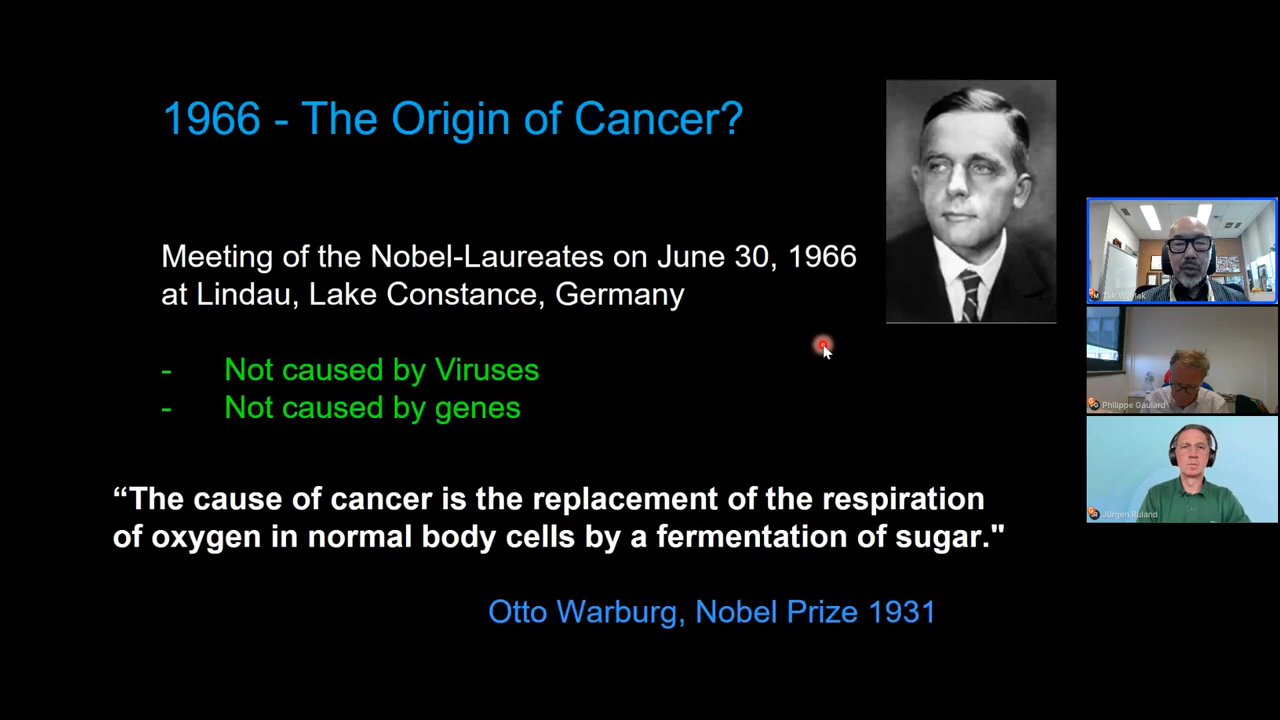 1966 - The Origin of Cancer?
Meeting of the Nobel-Laureates on June 30, 1966
at Lindau, Lake Constance, Germany
- Not caused by Viruses
- Not caused by genes
“The cause of cancer is the replacement of the respiration
of oxygen in normal body cells by a fermentation of sugar."
Otto Warburg, Nobel Prize 1931
Philippe Gaulard
Jürgen Ruland